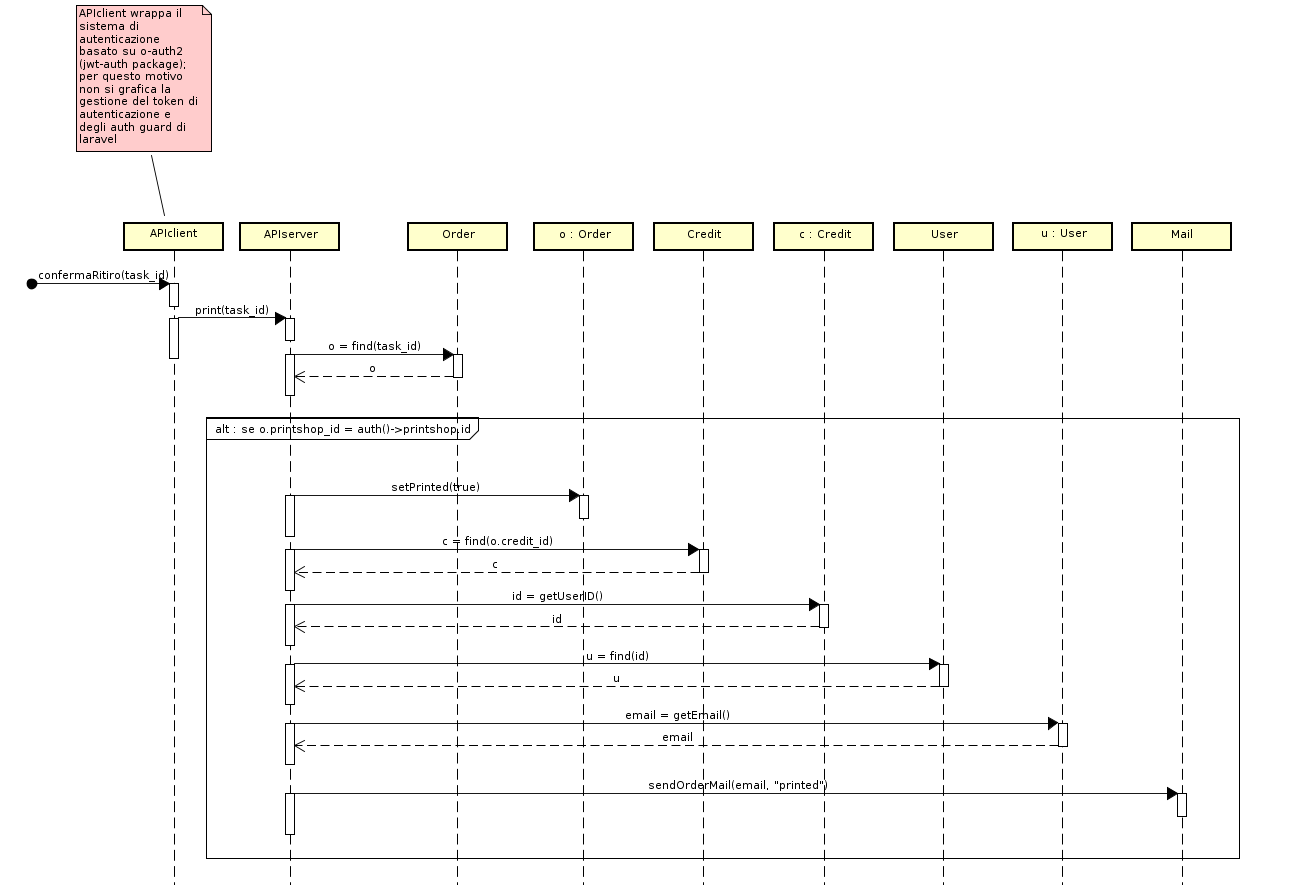 APIclient wrappa il
sistema di
autenticazione
basato su o-auth2
(jwt-auth package);
per questo motivo
non si grafica la
gestione del token di
autenticazione e
degli auth guard di
laravel
APIclient
APIserver
Order
o : Order
Credit
c : Credit
User
u : User
Mail
confermaRitiro(task_id)
print(task_id)
o = find(task_id)
o
alt : se o.printshop_id = auth()->printshop.id
setPrinted(true)
c = find(o.credit_id)
c
id = getUserID()
id
u = find(id)
u
email = getEmail()
email
sendOrderMail(email, "printed")